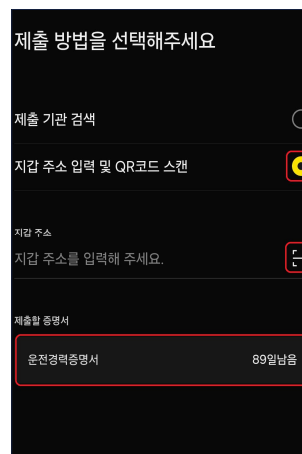 제출 방법을 선택해주세요
제출 기관 검색
지갑 주소 입력 및 QR코드 스캔
지갑 주소
지갑 주소를 입력해 주세요.
제출할 증명서
운전경력증명서 89일남음